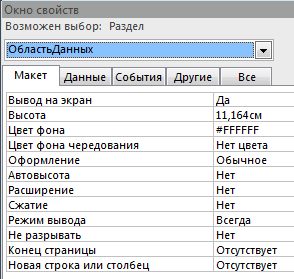 Окно свойств
Возможен выбор: Раздел
ОбластьДанных
Макет Данные События Другие Все
Вывод на экран Да
Высота 11,164см
Цвет фона #FFFFFF
Цвет фона чередования Нет цвета
Оформление Обычное
Автовысота Нет
Расширение Нет
Сжатие Нет
Режим вывода Всегда
Не разрывать Нет
Конец страницы Отсутствует
Новая строка или столбец Отсутствует